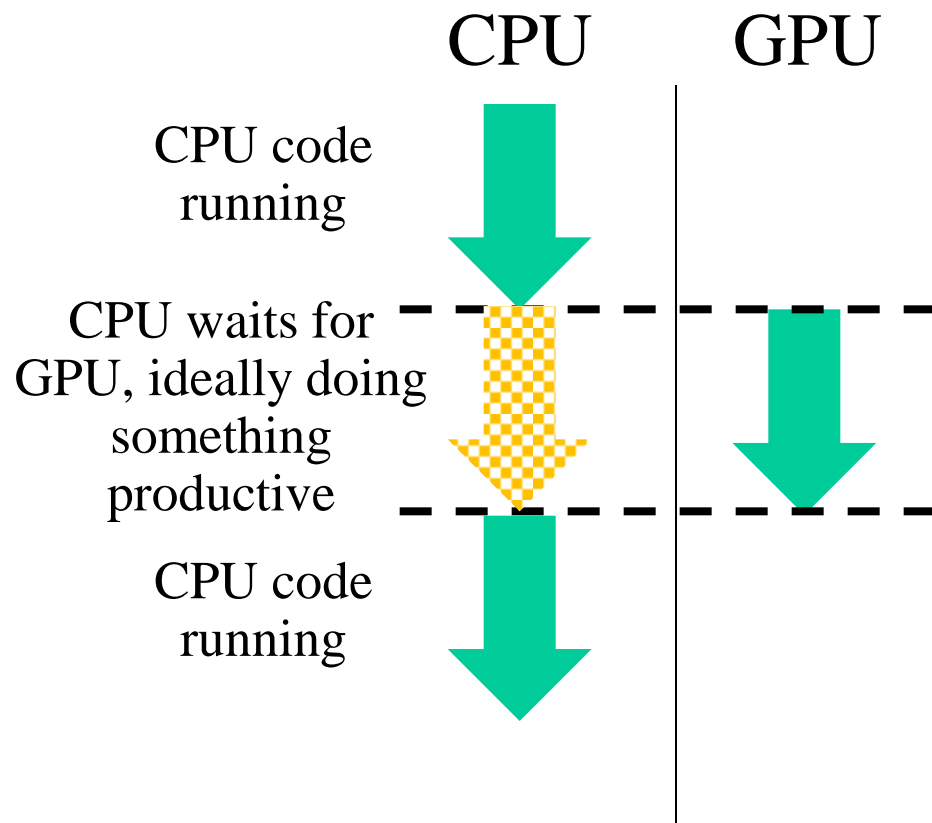 CPU
GPU
CPU code
running
CPU waits for
GPU, ideally doing
something
productive
CPU code
running